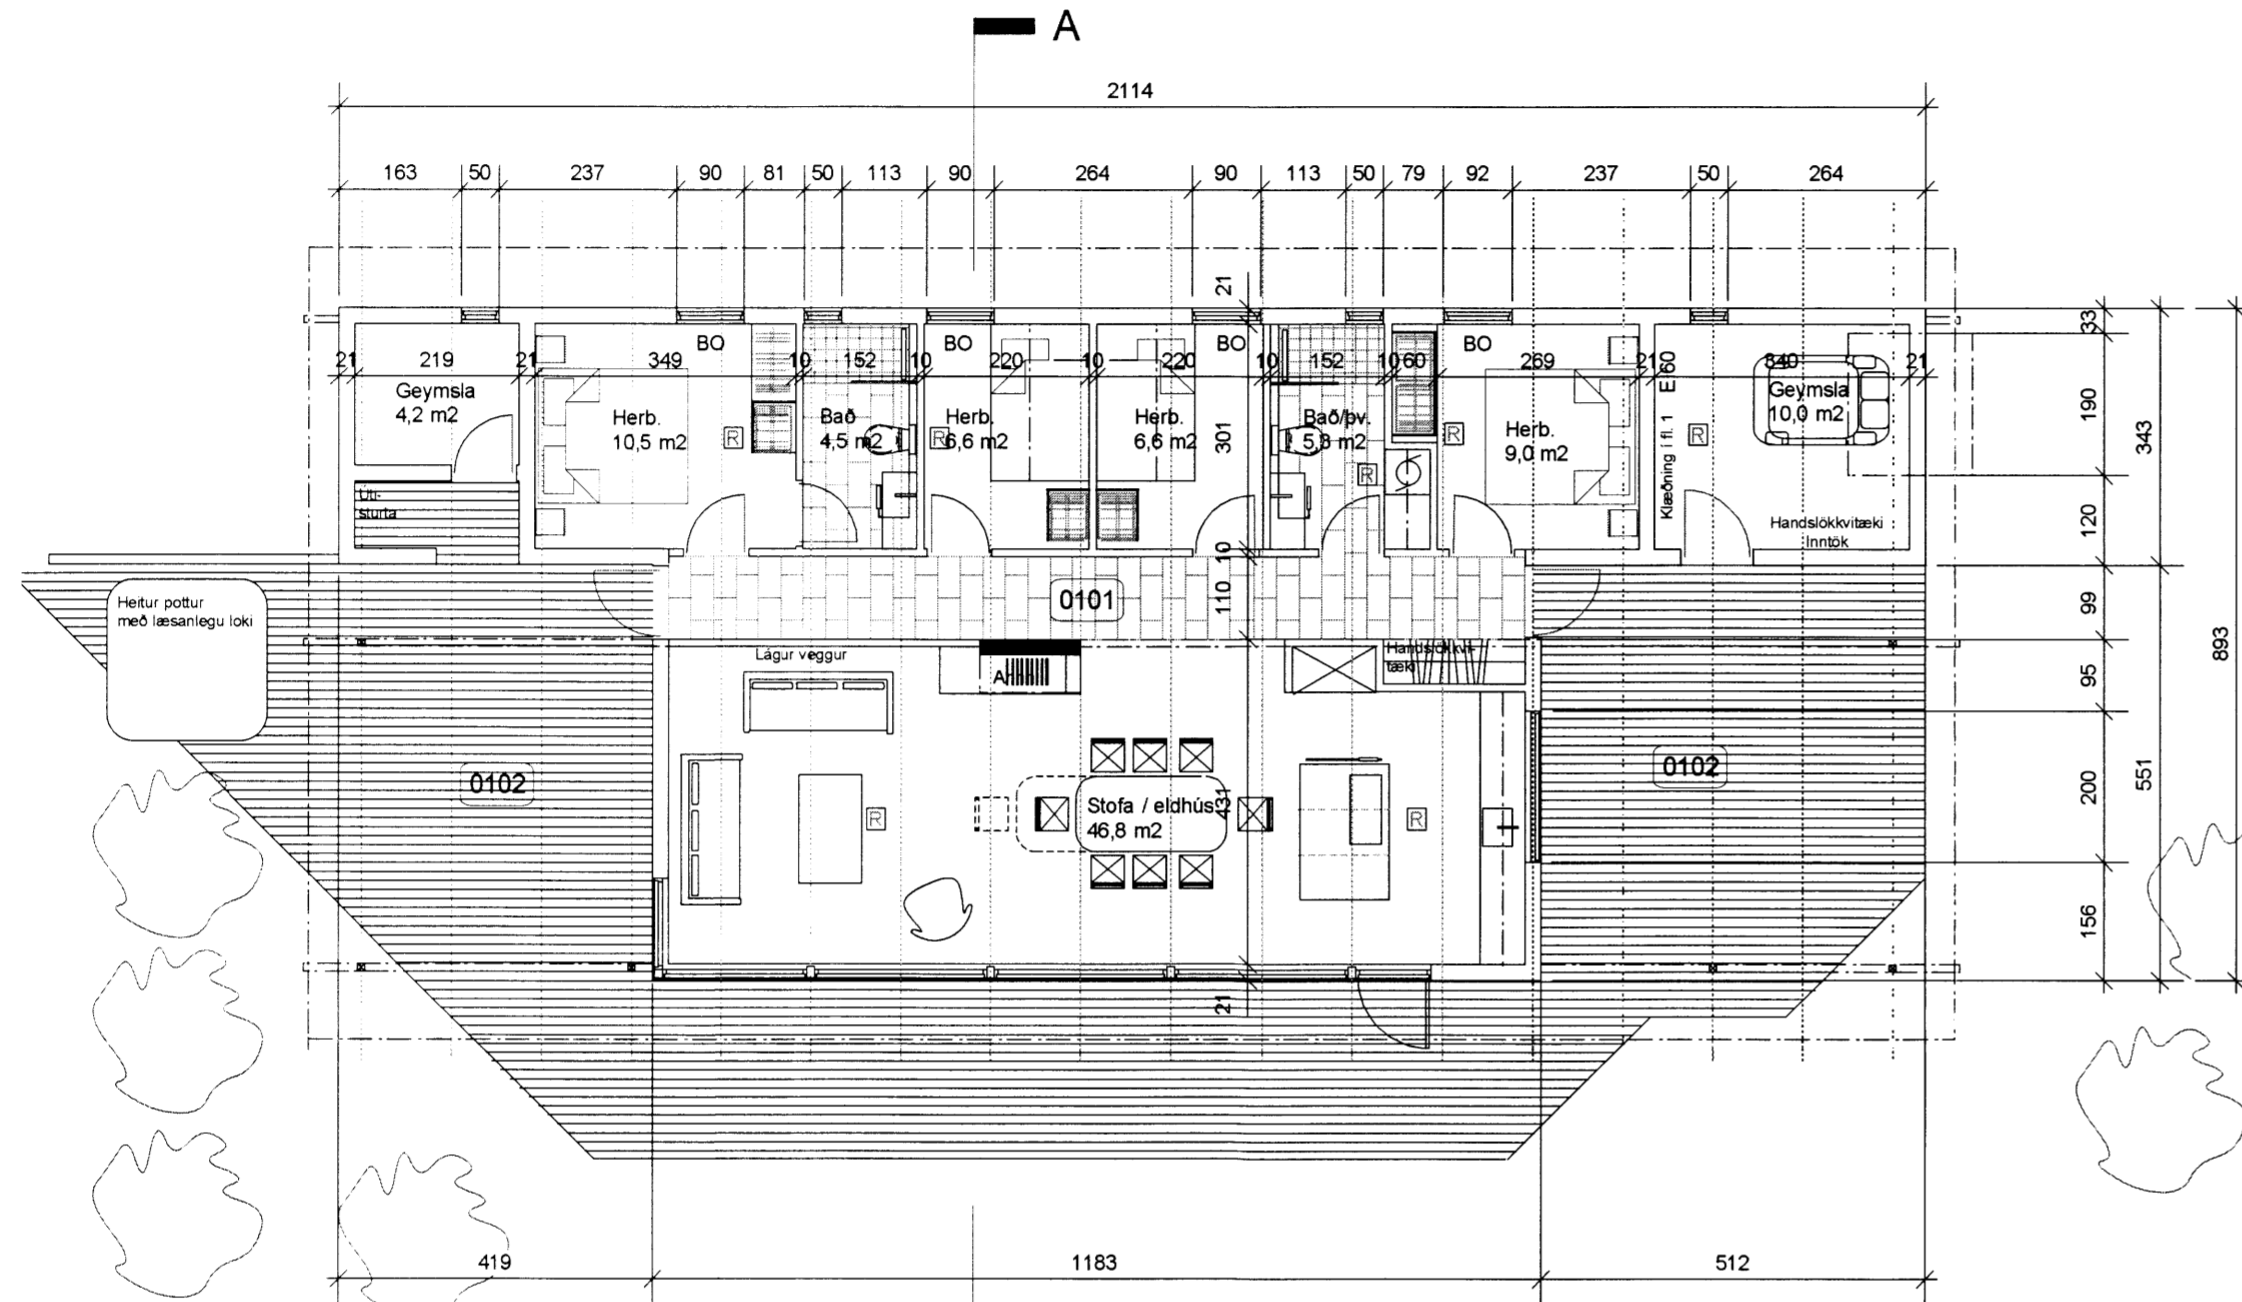 A
2114
163 50 237 90 81 50 113 90 264 90 113 50 79 92 237 50 264
21
BO BO BO BO
21 219 21 349 10 152 10 220 10 220 10 152 10 60 269 21 340 21
Geymsla
4,2 m2
Herb.
10,5 m2
R
Bað
4,5 m2
R
Herb.
6,6 m2
Herb.
6,6 m2
301
Bað/þv.
5,3 m2
R
R
Herb.
9,0 m2
Klæðning í fl. 1 E 60
R
Geymsla
10,0 m2
Handslökkvitæki
Inntök
Úti-
sturta
33
190
120
343
99
95
200
156
551
893
10
110
Heitur pottur
með læsanlegu loki
0101
Lágur veggur
Arinn
Handslökkvi-
tæki
0102
R
Stofa / eldhús
46,8 m2
431
R
0102
21
419 1183 512